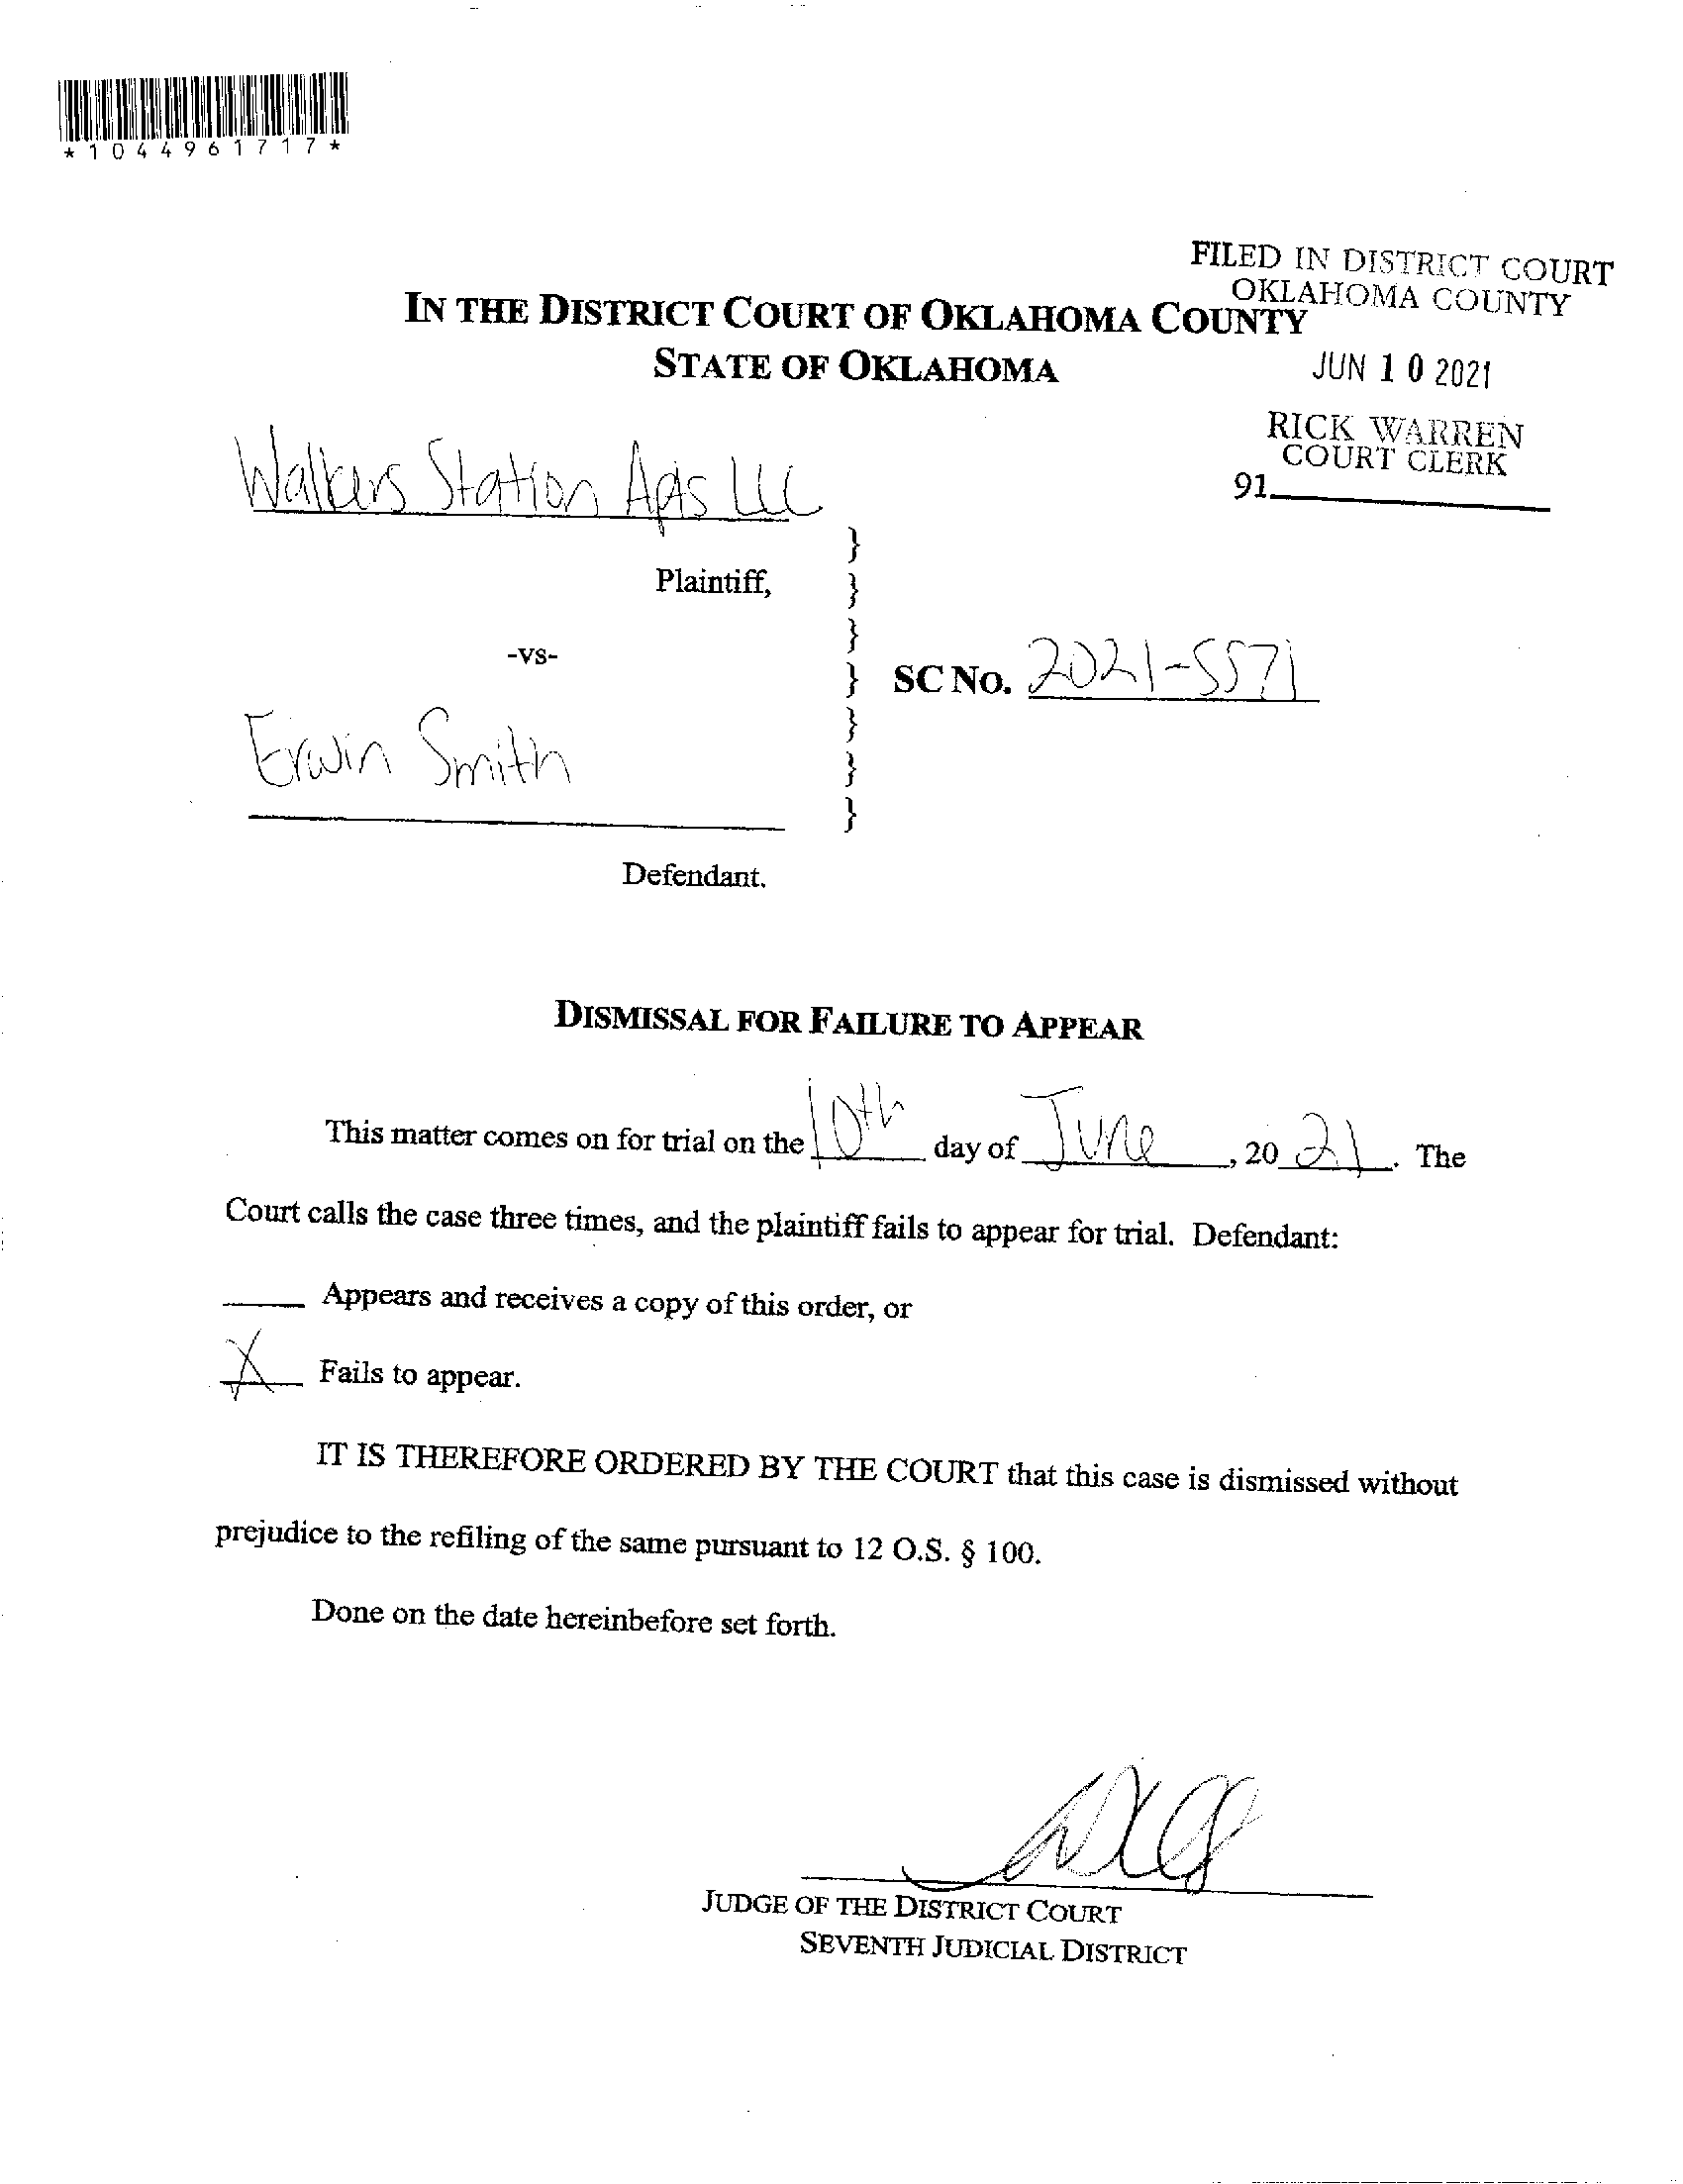 *1044961717*
FILED IN DISTRICT COURT
OKLAHOMA COUNTY
IN THE DISTRICT COURT OF OKLAHOMA COUNTY
STATE OF OKLAHOMA
JUN 10 2021
RICK WARREN
COURT CLERK
91
Walkers Station Apts LLC
Plaintiff,
-vs-
SC NO. 2021-5571
Erwin Smith
Defendant.
DISMISSAL FOR FAILURE TO APPEAR
This matter comes on for trial on the 10th day of June, 2021. The
Court calls the case three times, and the plaintiff fails to appear for trial. Defendant:
____ Appears and receives a copy of this order, or
X Fails to appear.
IT IS THEREFORE ORDERED BY THE COURT that this case is dismissed without
prejudice to the refiling of the same pursuant to 12 O.S. § 100.
Done on the date hereinbefore set forth.
JUDGE OF THE DISTRICT COURT
SEVENTH JUDICIAL DISTRICT